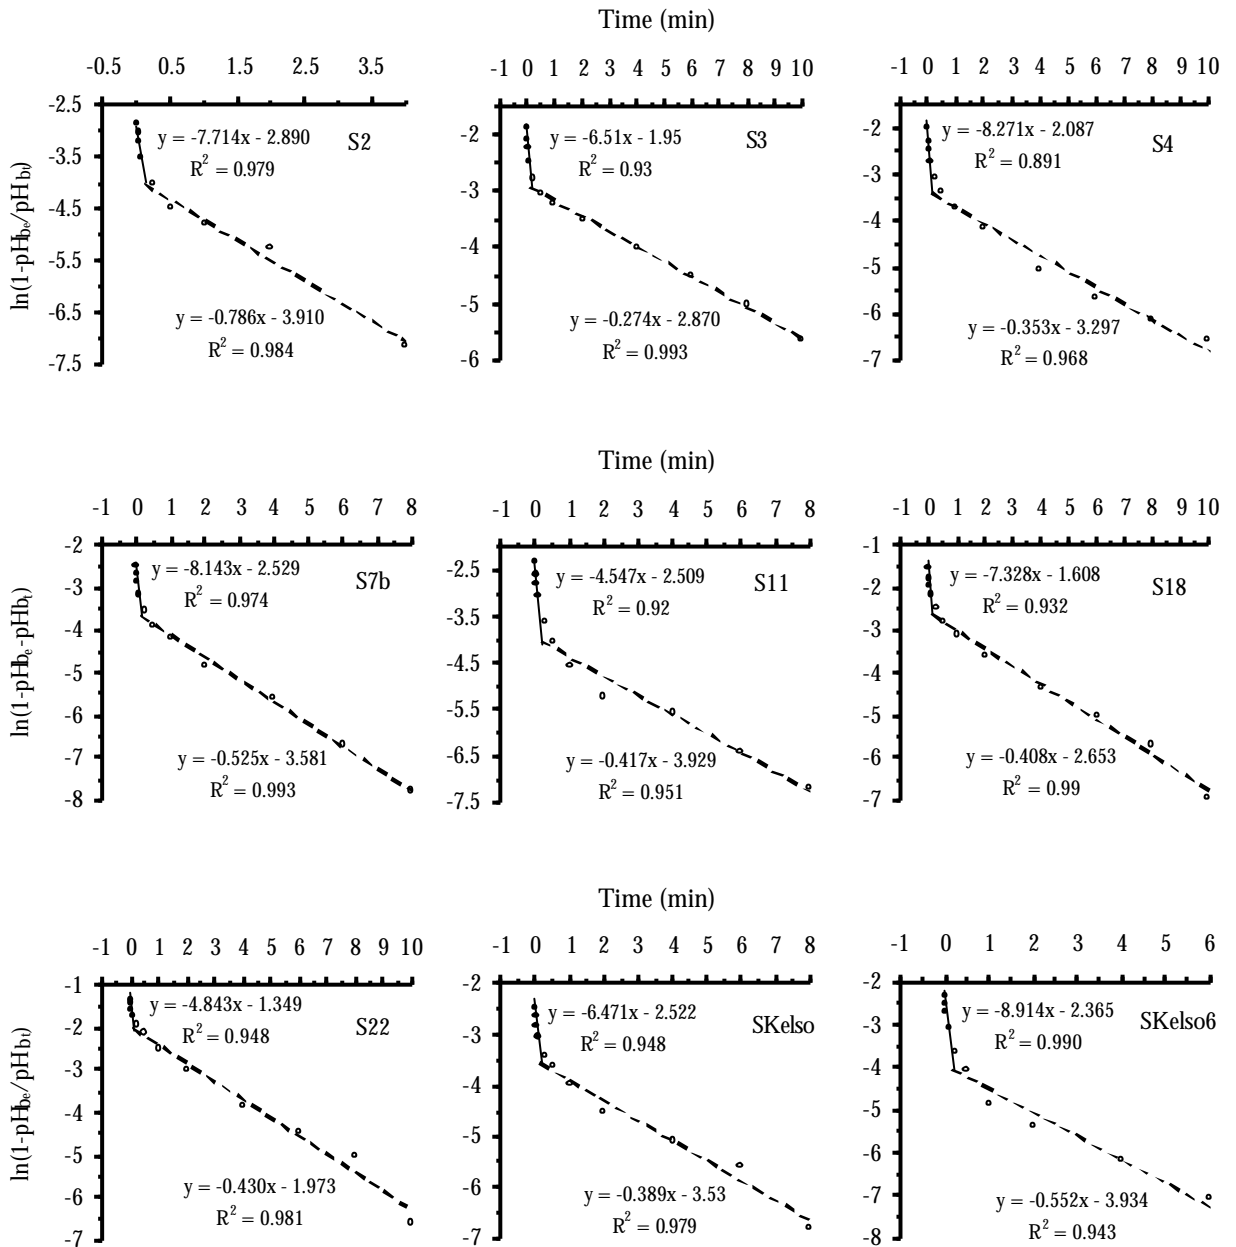 Time (min)
-0.5 0.5 1.5 2.5 3.5
-1 0 1 2 3 4 5 6 7 8 9 10
-1 0 1 2 3 4 5 6 7 8 9 10
ln(1-pHbe/pHbt)
-2.5
-3.5
-4.5
-5.5
-6.5
-7.5
y = -7.714x - 2.890
R2 = 0.979
S2
y = -0.786x - 3.910
R2 = 0.984
-2
-3
-4
-5
-6
y = -6.51x - 1.95
R2 = 0.93
S3
y = -0.274x - 2.870
R2 = 0.993
-2
-3
-4
-5
-6
-7
y = -8.271x - 2.087
R2 = 0.891
S4
y = -0.353x - 3.297
R2 = 0.968
Time (min)
-1 0 1 2 3 4 5 6 7 8
-1 0 1 2 3 4 5 6 7 8
-1 0 1 2 3 4 5 6 7 8 9 10
ln(1-pHbe-pHbt)
-2
-3
-4
-5
-6
-7
-8
y = -8.143x - 2.529
R2 = 0.974
S7b
y = -0.525x - 3.581
R2 = 0.993
-2.5
-3.5
-4.5
-5.5
-6.5
-7.5
y = -4.547x - 2.509
R2 = 0.92
S11
y = -0.417x - 3.929
R2 = 0.951
-1
-2
-3
-4
-5
-6
-7
y = -7.328x - 1.608
R2 = 0.932
S18
y = -0.408x - 2.653
R2 = 0.99
Time (min)
-1 0 1 2 3 4 5 6 7 8 9 10
-1 0 1 2 3 4 5 6 7 8
-1 0 1 2 3 4 5 6
ln(1-pHbe/pHbt)
-1
-2
-3
-4
-5
-6
-7
y = -4.843x - 1.349
R2 = 0.948
S22
y = -0.430x - 1.973
R2 = 0.981
-2
-3
-4
-5
-6
-7
y = -6.471x - 2.522
R2 = 0.948
SKelso
y = -0.389x - 3.53
R2 = 0.979
-2
-3
-4
-5
-6
-7
-8
y = -8.914x - 2.365
R2 = 0.990
SKelso6
y = -0.552x - 3.934
R2 = 0.943